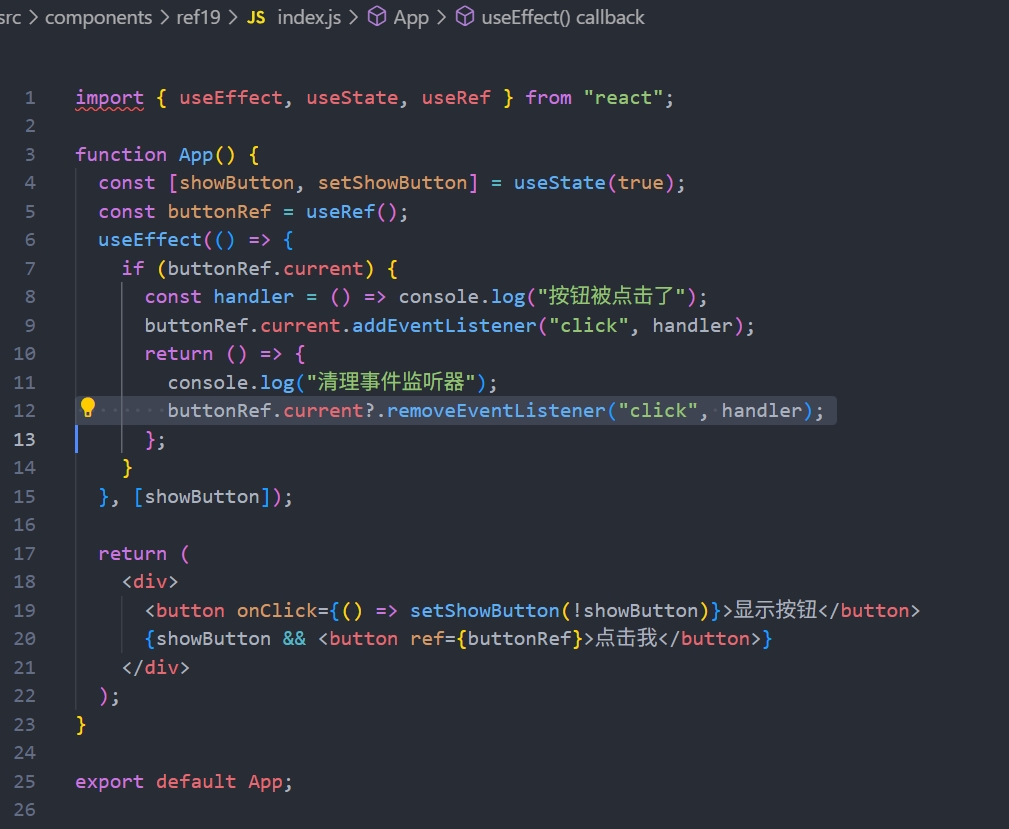 src > components > ref19 > JS index.js > App > useEffect() callback
1 import { useEffect, useState, useRef } from "react";
2
3 function App() {
4 const [showButton, setShowButton] = useState(true);
5 const buttonRef = useRef();
6 useEffect(() => {
7 if (buttonRef.current) {
8 const handler = () => console.log("按钮被点击了");
9 buttonRef.current.addEventListener("click", handler);
10 return () => {
11 console.log("清理事件监听器");
12 buttonRef.current?.removeEventListener("click", handler);
13 };
14 }
15 }, [showButton]);
16
17 return (
18 <div>
19 <button onClick={() => setShowButton(!showButton)}>显示按钮</button>
20 {showButton && <button ref={buttonRef}>点击我</button>}
21 </div>
22 );
23 }
24
25 export default App;
26